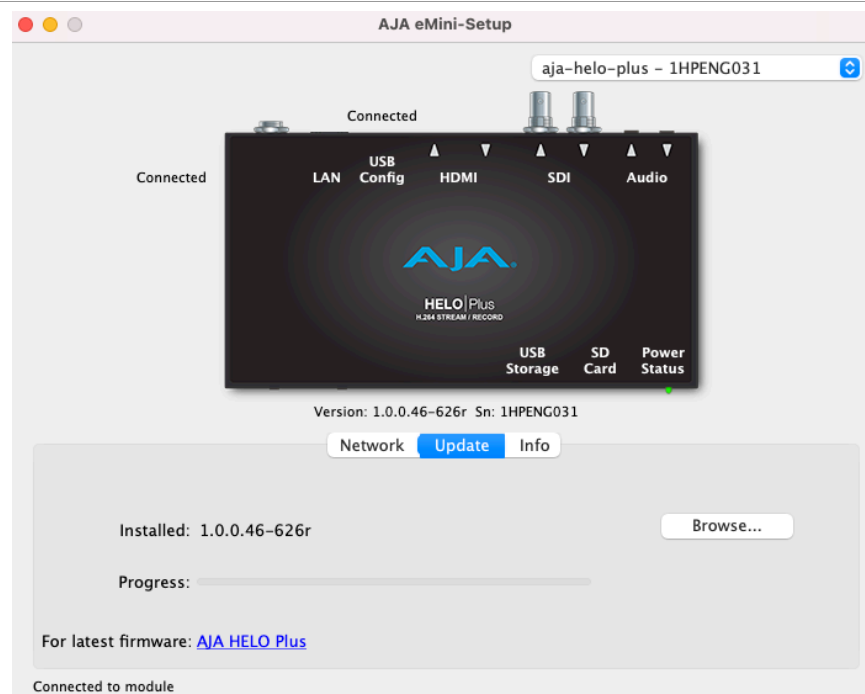 AJA eMini-Setup
aja-helo-plus - 1HPENG031
Connected
Connected
LAN
USB
Config
HDMI
SDI
Audio
AJA
HELO|Plus
H.264 STREAM / RECORD
USB
Storage
SD
Card
Power
Status
Version: 1.0.0.46-626r Sn: 1HPENG031
Network Update Info
Installed: 1.0.0.46-626r
Browse...
Progress:
For latest firmware: AJA HELO Plus
Connected to module